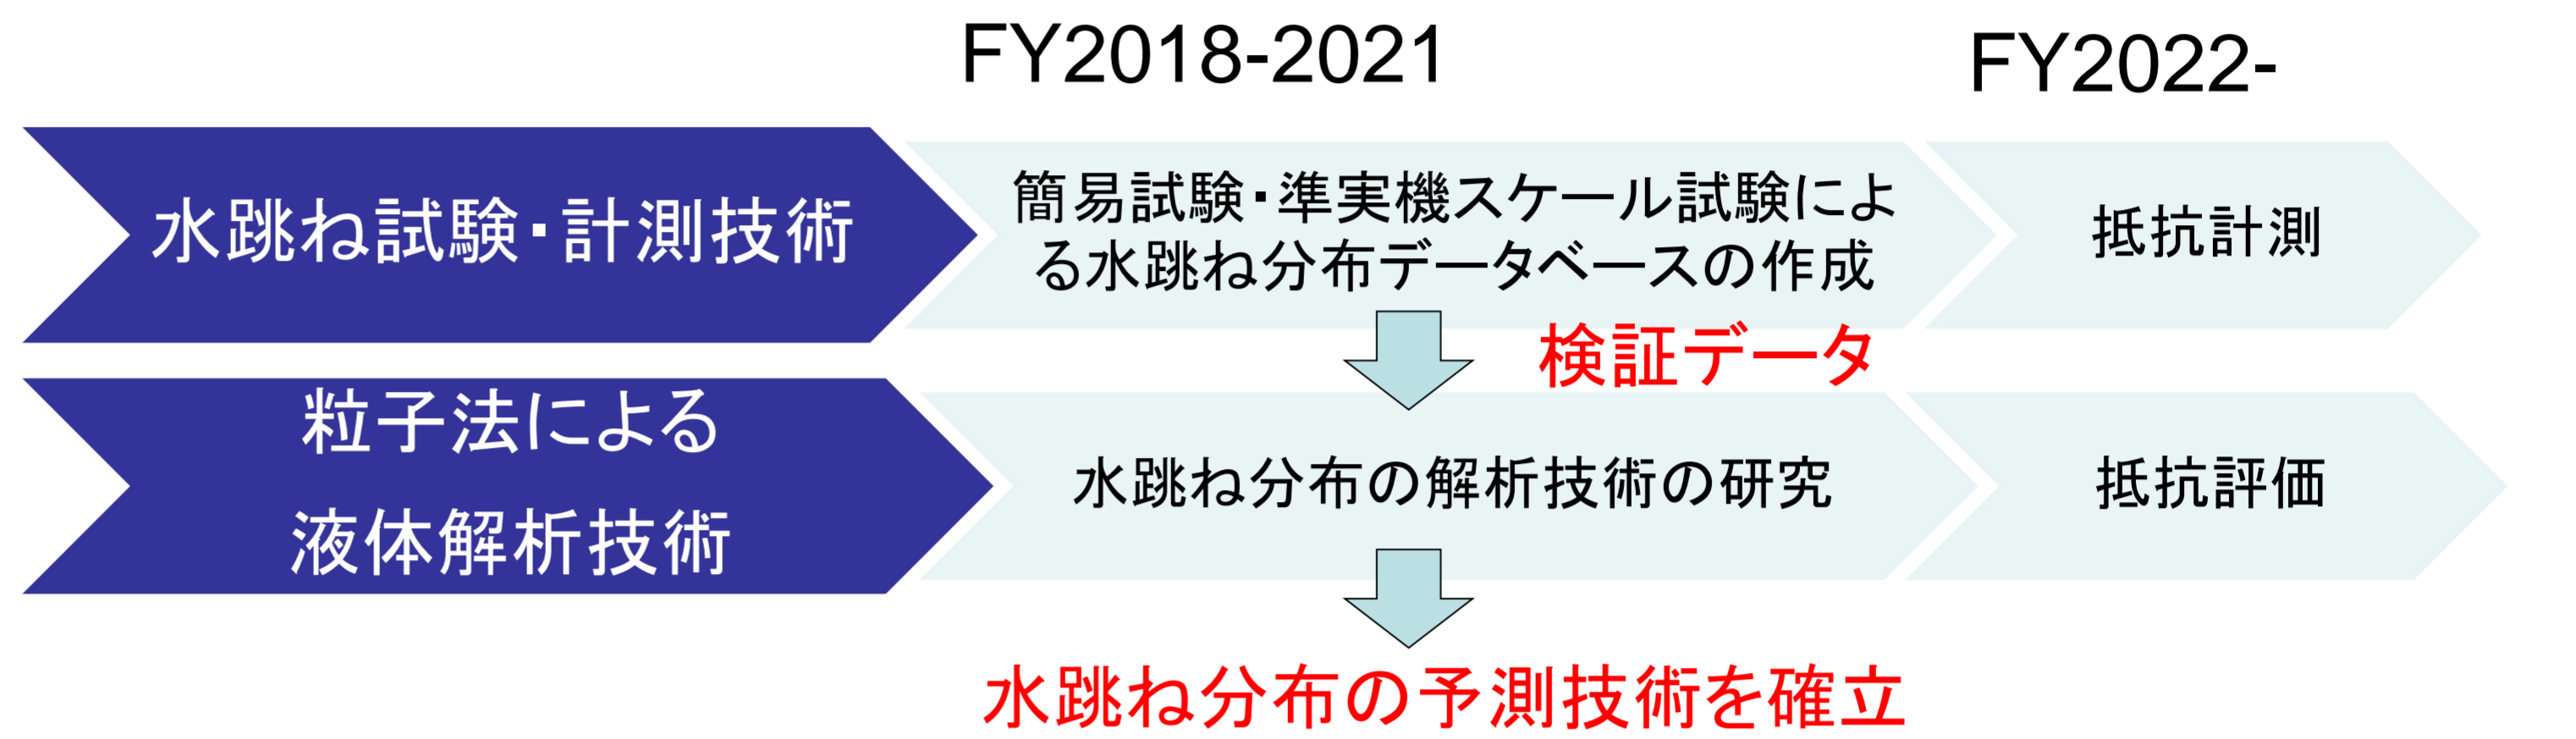 FY2018-2021
FY2022-
水跳ね試験・計測技術
簡易試験・準実機スケール試験によ
る水跳ね分布データベースの作成
抵抗計測
検証データ
粒子法による
液体解析技術
水跳ね分布の解析技術の研究
抵抗評価
水跳ね分布の予測技術を確立